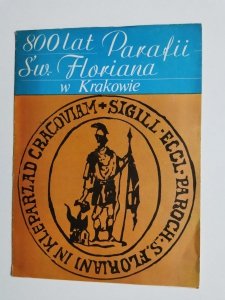 800 lat Parafii
Św. Floriana
w Krakowie
SIGILL · ECCL · PAROCH · S. FLORIANI IN KLEPARZ AD CRACOVIAM